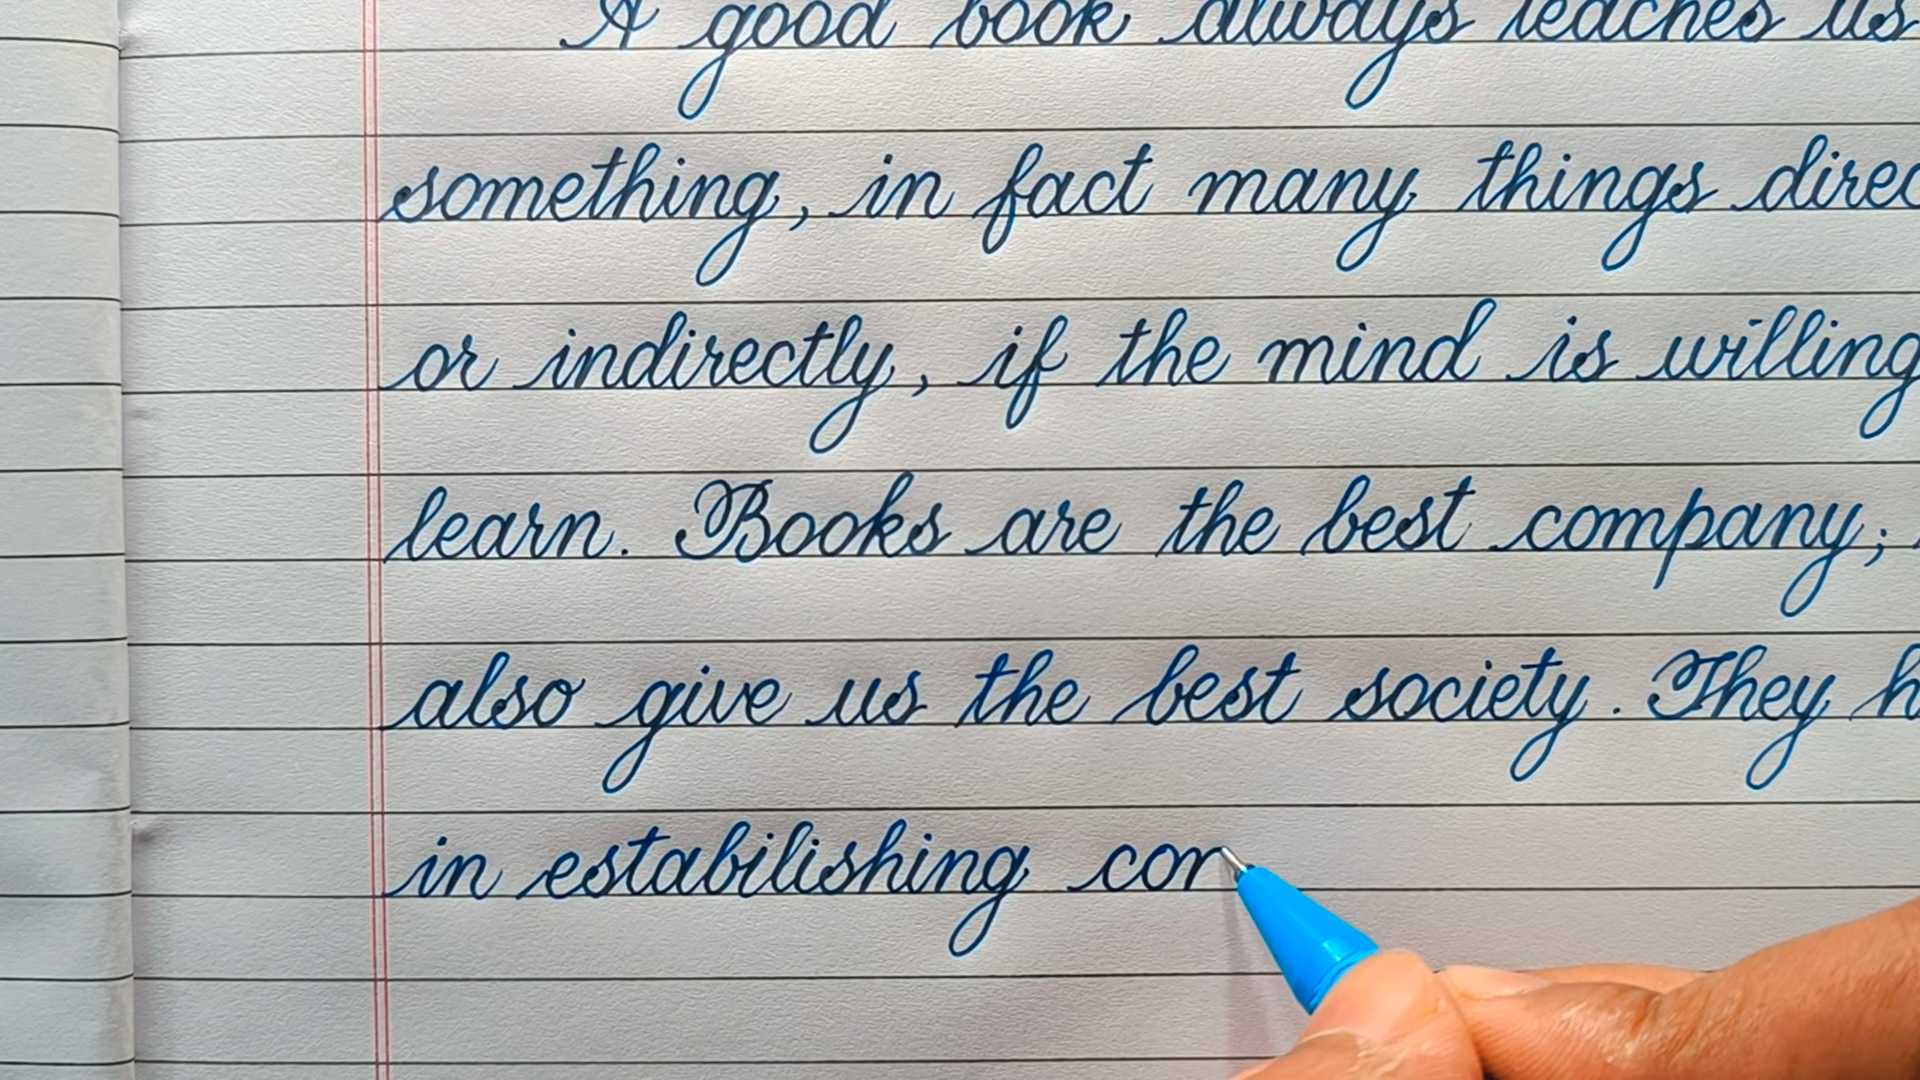 A good book always teaches us
something, in fact many things direc
or indirectly, if the mind is willing
learn. Books are the best company;
also give us the best society. They h
in estabilishing con